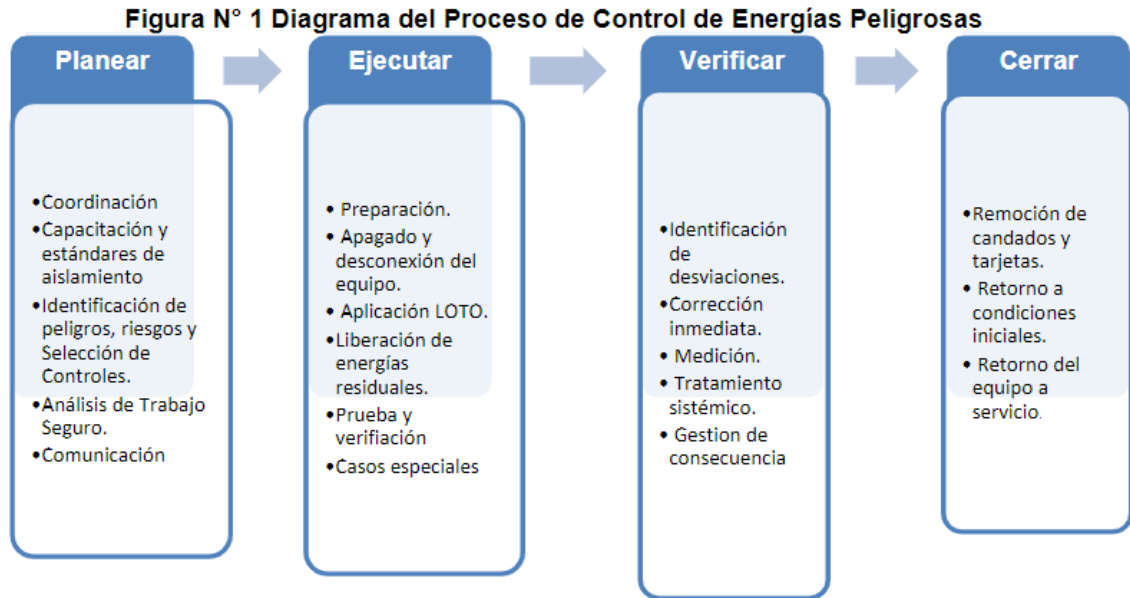 Figura N° 1 Diagrama del Proceso de Control de Energías Peligrosas
Planear
•Coordinación
•Capacitación y
estándares de
aislamiento
•Identificación de
peligros, riesgos y
Selección de
Controles.
•Análisis de Trabajo
Seguro.
•Comunicación
Ejecutar
• Preparación.
• Apagado y
desconexión del
equipo.
• Aplicación LOTO.
•Liberación de
energías
residuales.
•Prueba y
verifiación
•Casos especiales
Verificar
•Identificación
de
desviaciones.
•Corrección
inmediata.
• Medición.
• Tratamiento
sistémico.
• Gestion de
consecuencia
Cerrar
•Remoción de
candados y
tarjetas.
• Retorno a
condiciones
iniciales.
• Retorno del
equipo a
servicio.